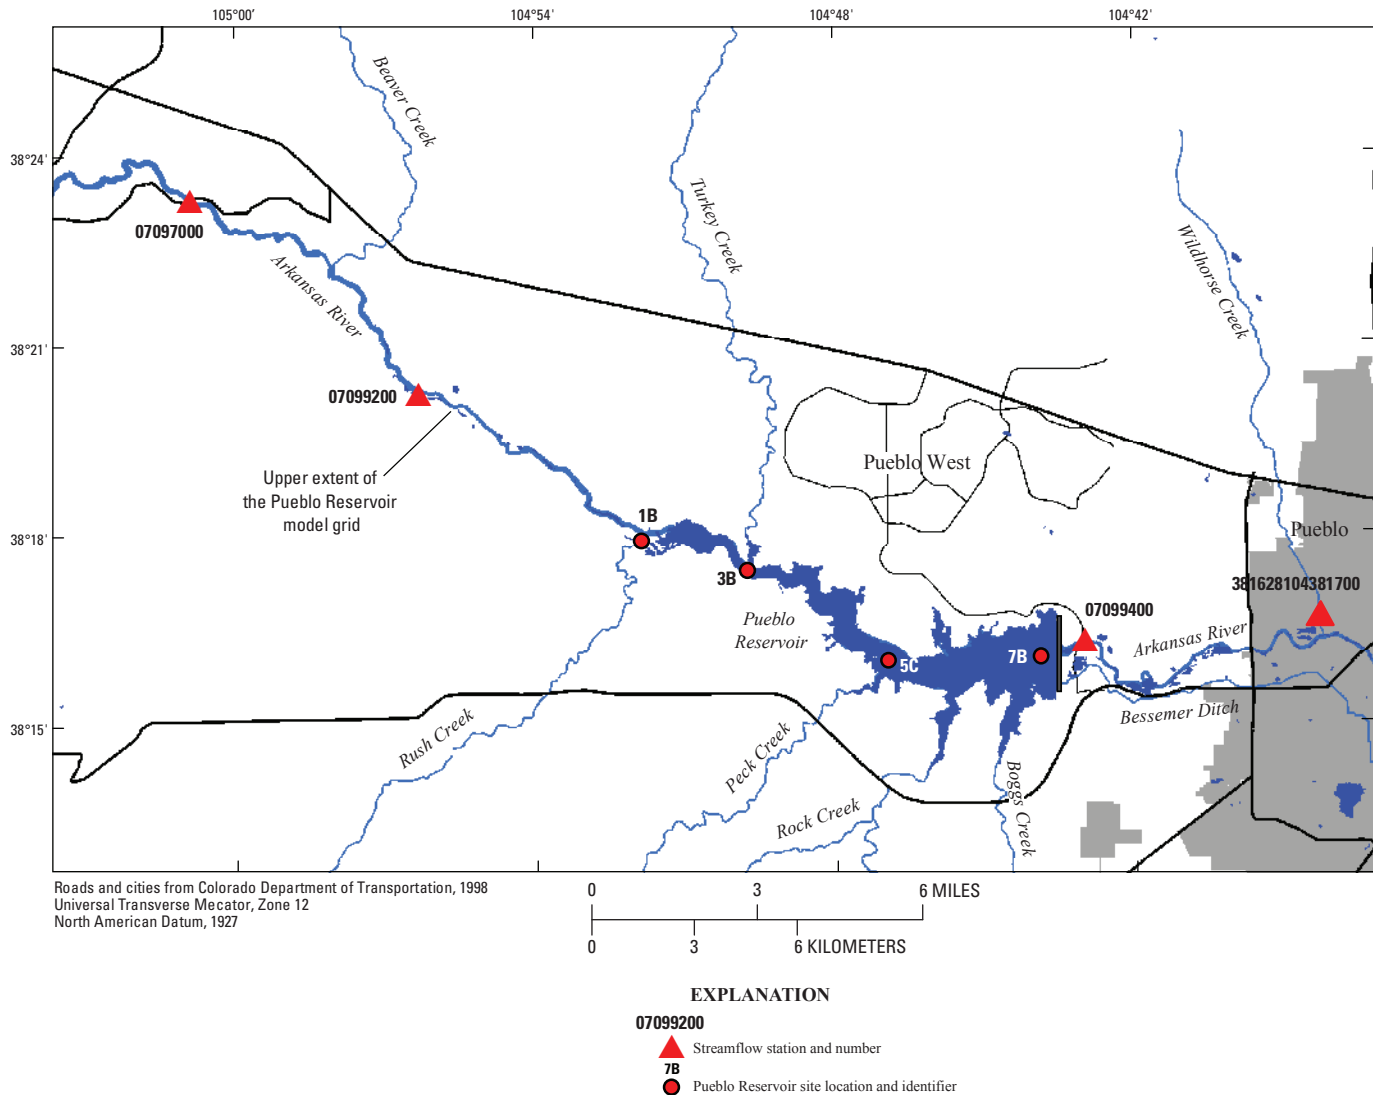 105°00'
104°54'
104°48'
104°42'
Beaver Creek
38°24'
Turkey Creek
07097000
Wildhorse Creek
Arkansas River
38°21'
07099200
Pueblo West
Upper extent of
the Pueblo Reservoir
model grid
1B
Pueblo
38°18'
3B
381628104381700
07099400
Pueblo
Reservoir
Arkansas River
7B
5C
Bessemer Ditch
38°15'
Rush Creek
Peck Creek
Boggs Creek
Rock Creek
Roads and cities from Colorado Department of Transportation, 1998
Universal Transverse Mecator, Zone 12
North American Datum, 1927
0 3 6 MILES
0 3 6 KILOMETERS
EXPLANATION
07099200
Streamflow station and number
7B
Pueblo Reservoir site location and identifier